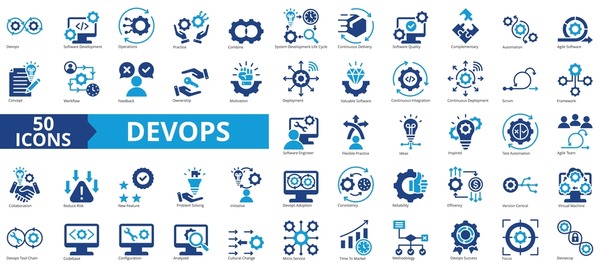 Devops
Software Development
Operations
Practice
Combine
System Development Life Cycle
Continuous Delivery
Software Quality
Complementary
Automation
Agile Software
Concept
Workflow
Feedback
Ownership
Motivation
Deployment
Valuable Software
Continuous Integration
Continuous Deployment
Scrum
Framework
50
ICONS
DEVOPS
Software Engineer
Flexible Practice
Ideas
Inspired
Test Automation
Agile Team
Collaboration
Reduce Risk
New Feature
Problem Solving
Initiative
Devops Adoption
Consistency
Reliability
Efficiency
Version Control
Virtual Machine
Devops Tool Chain
Codebase
Configuration
Analyzed
Cultural Change
Micro Service
Time To Market
Methodology
Devops Success
Focus
Devsecop